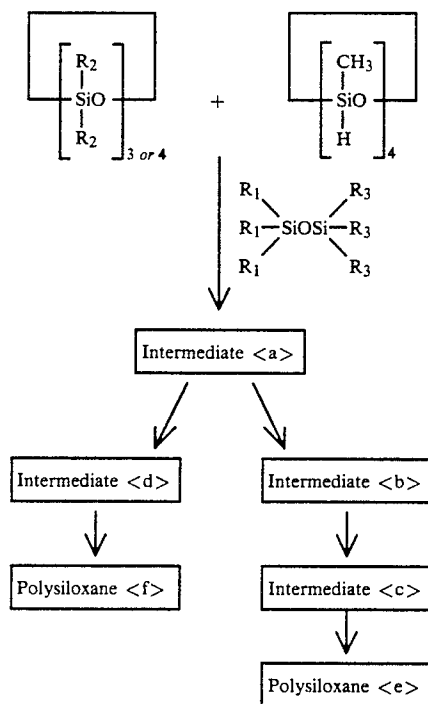 R2 CH3
SiO + SiO
R2 H
3 or 4 4
R1 R3
R1 SiOSi R3
R1 R3
Intermediate <a>
Intermediate <d> Intermediate <b>
Polysiloxane <f> Intermediate <c>
Polysiloxane <e>